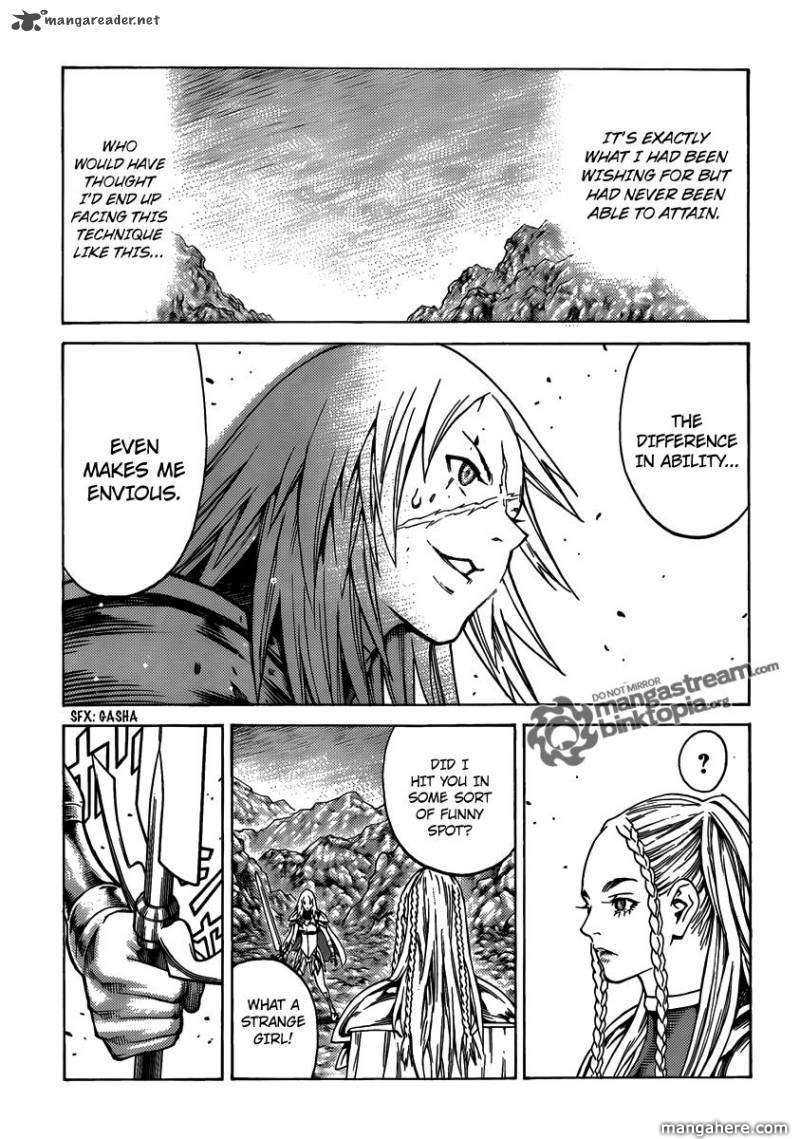 mangareader.net
IT'S EXACTLY
WHAT I HAD BEEN
WISHING FOR BUT
HAD NEVER BEEN
ABLE TO ATTAIN.
WHO
WOULD HAVE
THOUGHT
I'D END UP
FACING THIS
TECHNIQUE
LIKE THIS...
THE
DIFFERENCE
IN ABILITY...
EVEN
MAKES ME
ENVIOUS.
DO NOT MIRROR
mangastream.com
binktopia.org
SFX: GASHA
?
DID I
HIT YOU IN
SOME SORT
OF FUNNY
SPOT?
WHAT A
STRANGE
GIRL!
mangahere.com